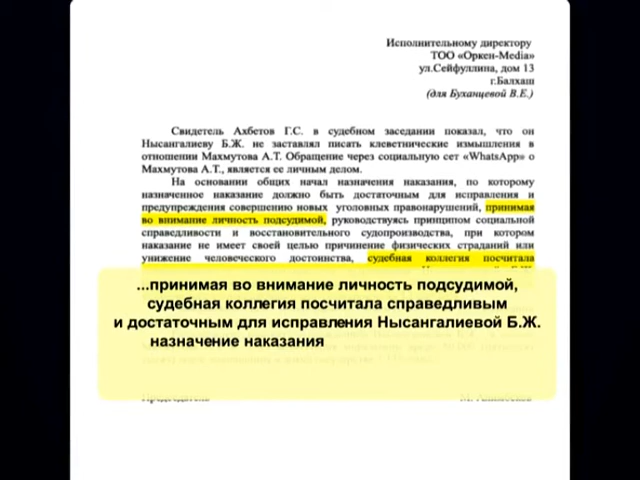 Исполнительному директору
ТОО «Оркен-Media»
ул.Сейфуллина, дом 13
г.Балхаш
(для Буханцевой В.Е.)
Свидетель Ахбетов Г.С. в судебном заседании показал, что он
Нысангалиеву Б.Ж. не заставлял писать клеветнические измышления в
отношении Махмутова А.Т. Обращение через социальную сет «WhatsApp» о
Махмутова А.Т., является ее личным делом.
На основании общих начал назначения наказания, по которому
назначенное наказание должно быть достаточным для исправления и
предупреждения совершению новых уголовных правонарушений, принимая
во внимание личность подсудимой, руководствуясь принципом социальной
справедливости и восстановительного судопроизводства, при котором
наказание не имеет своей целью причинение физических страданий или
унижение человеческого достоинства, судебная коллегия посчитала
...принимая во внимание личность подсудимой,
судебная коллегия посчитала справедливым
и достаточным для исправления Нысангалиевой Б.Ж.
назначение наказания